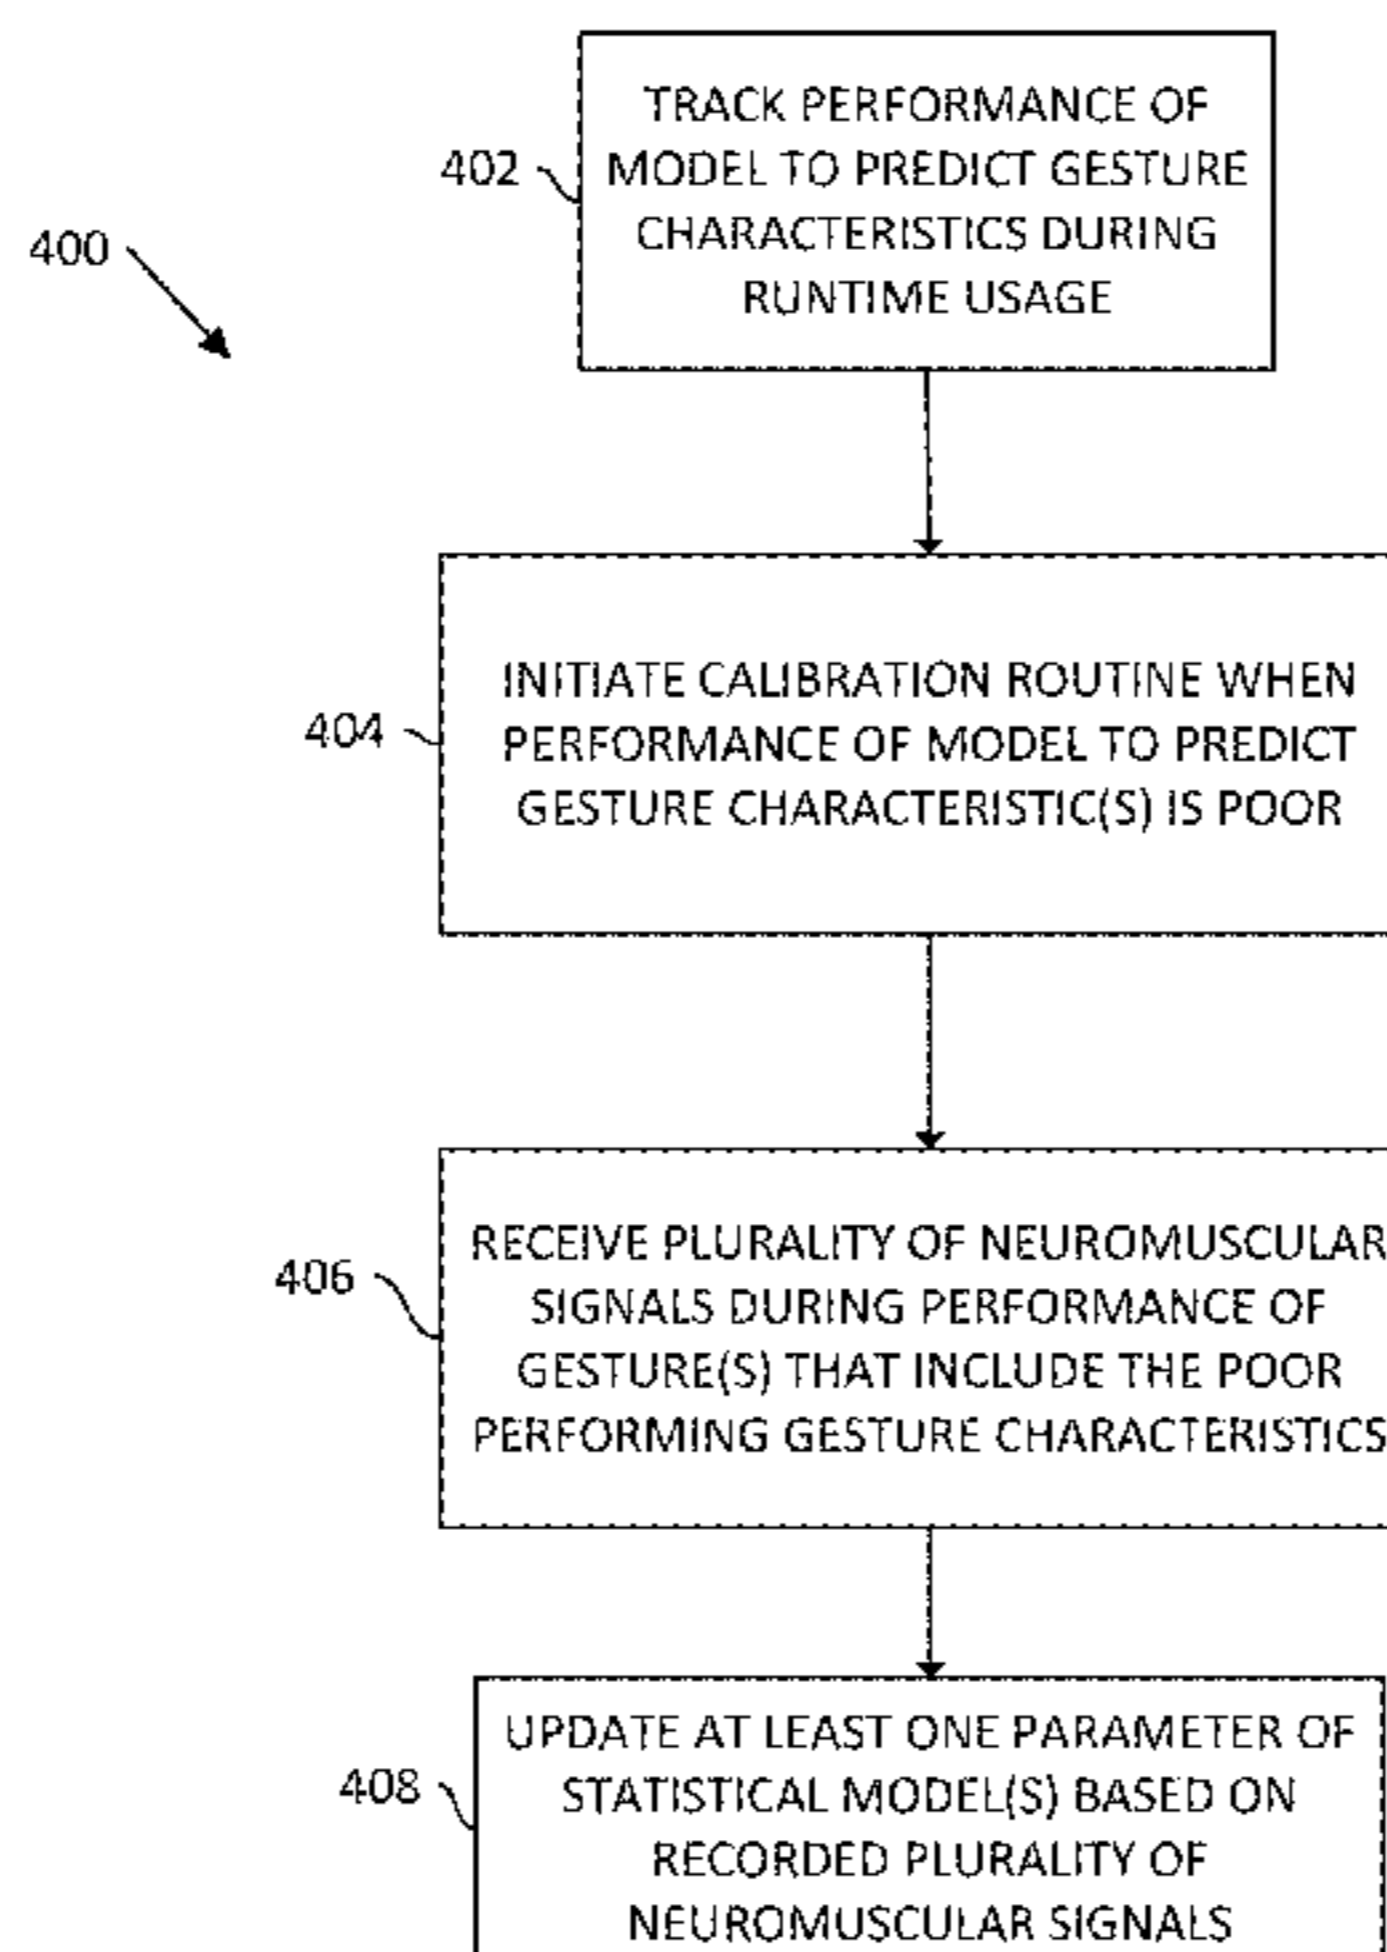 400
402
TRACK PERFORMANCE OF
MODEL TO PREDICT GESTURE
CHARACTERISTICS DURING
RUNTIME USAGE
404
INITIATE CALIBRATION ROUTINE WHEN
PERFORMANCE OF MODEL TO PREDICT
GESTURE CHARACTERISTIC(S) IS POOR
406
RECEIVE PLURALITY OF NEUROMUSCULAR
SIGNALS DURING PERFORMANCE OF
GESTURE(S) THAT INCLUDE THE POOR
PERFORMING GESTURE CHARACTERISTICS
408
UPDATE AT LEAST ONE PARAMETER OF
STATISTICAL MODEL(S) BASED ON
RECORDED PLURALITY OF
NEUROMUSCULAR SIGNALS